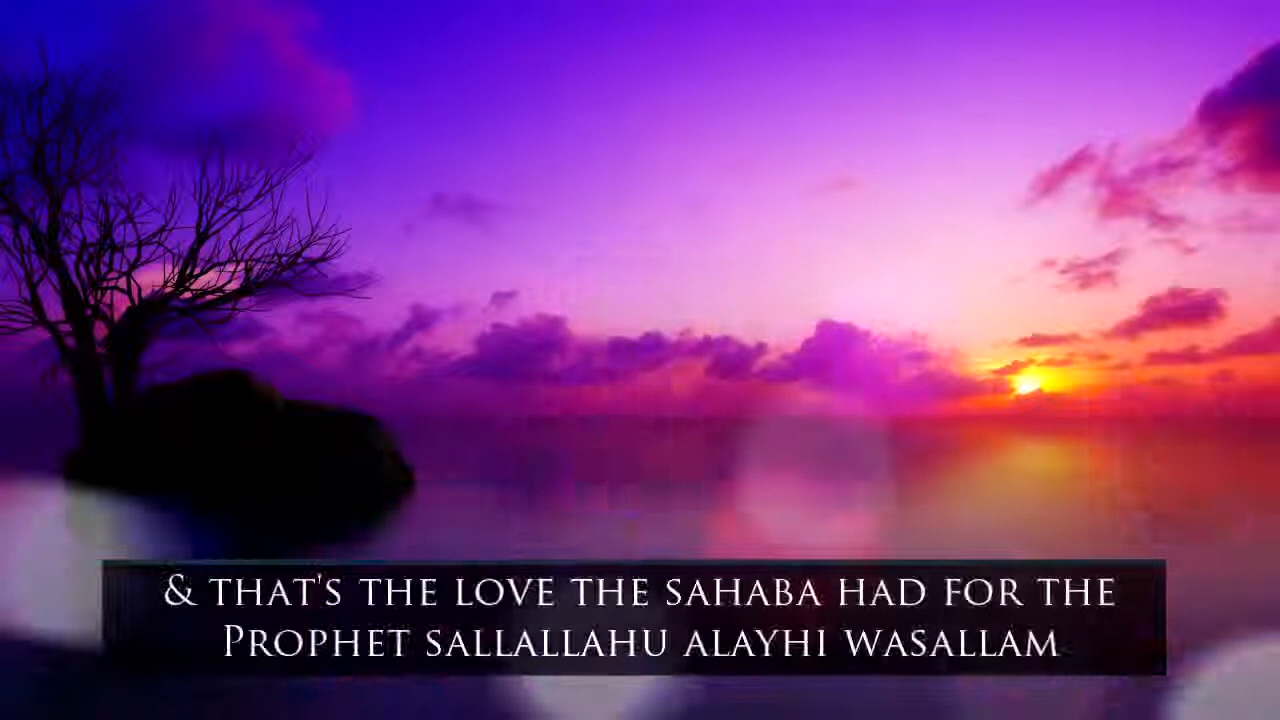 & THAT'S THE LOVE THE SAHABA HAD FOR THE
PROPHET SALLALLAHU ALAYHI WASALLAM